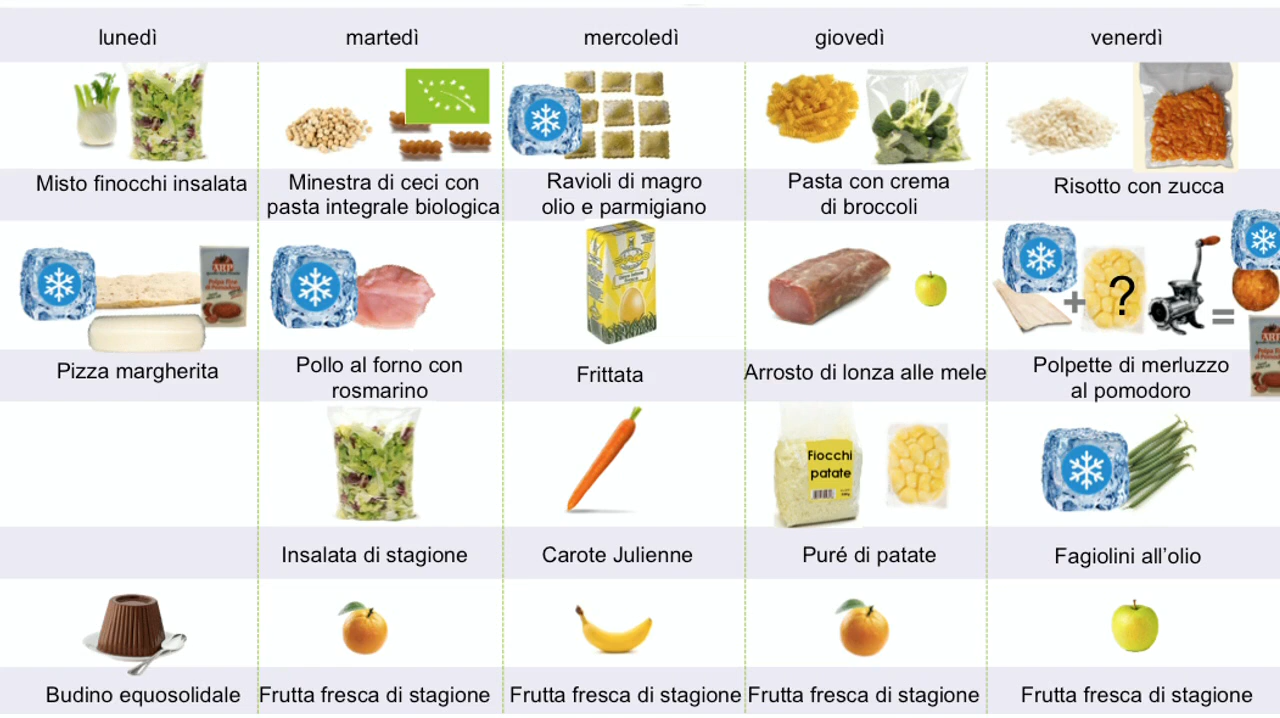 lunedì
martedì
mercoledì
giovedì
venerdì
Misto finocchi insalata
Minestra di ceci con
pasta integrale biologica
Ravioli di magro
olio e parmigiano
Pasta con crema
di broccoli
Risotto con zucca
ARP
+
?
=
Pizza margherita
Pollo al forno con
rosmarino
Frittata
Arrosto di lonza alle mele
Polpette di merluzzo
al pomodoro
Fiocchi
patate
Insalata di stagione
Carote Julienne
Puré di patate
Fagiolini all’olio
Budino equosolidale
Frutta fresca di stagione
Frutta fresca di stagione
Frutta fresca di stagione
Frutta fresca di stagione